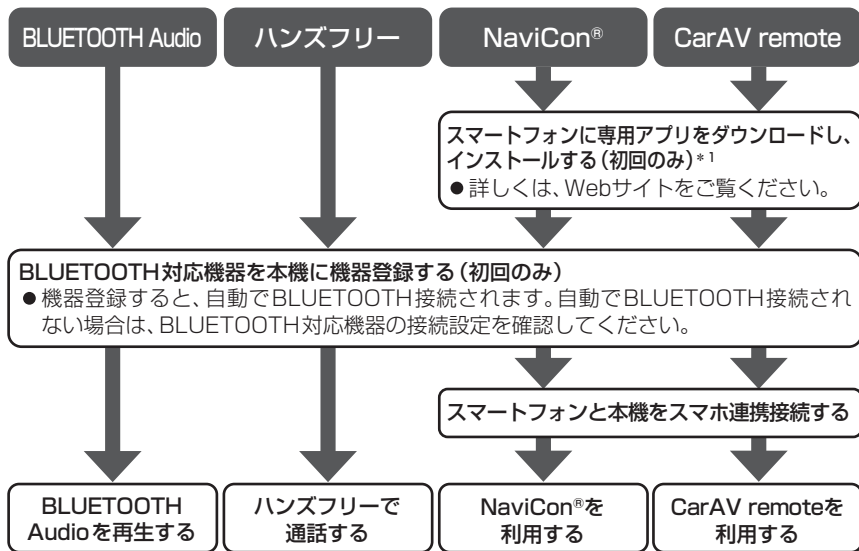 BLUETOOTH Audio
ハンズフリー
NaviCon®
CarAV remote
スマートフォンに専用アプリをダウンロードし、
インストールする（初回のみ）*1
●詳しくは、Webサイトをご覧ください。
BLUETOOTH対応機器を本機に機器登録する（初回のみ）
●機器登録すると、自動でBLUETOOTH接続されます。自動でBLUETOOTH接続され
ない場合は、BLUETOOTH対応機器の接続設定を確認してください。
スマートフォンと本機をスマホ連携接続する
BLUETOOTH
Audioを再生する
ハンズフリーで
通話する
NaviCon®を
利用する
CarAV remoteを
利用する